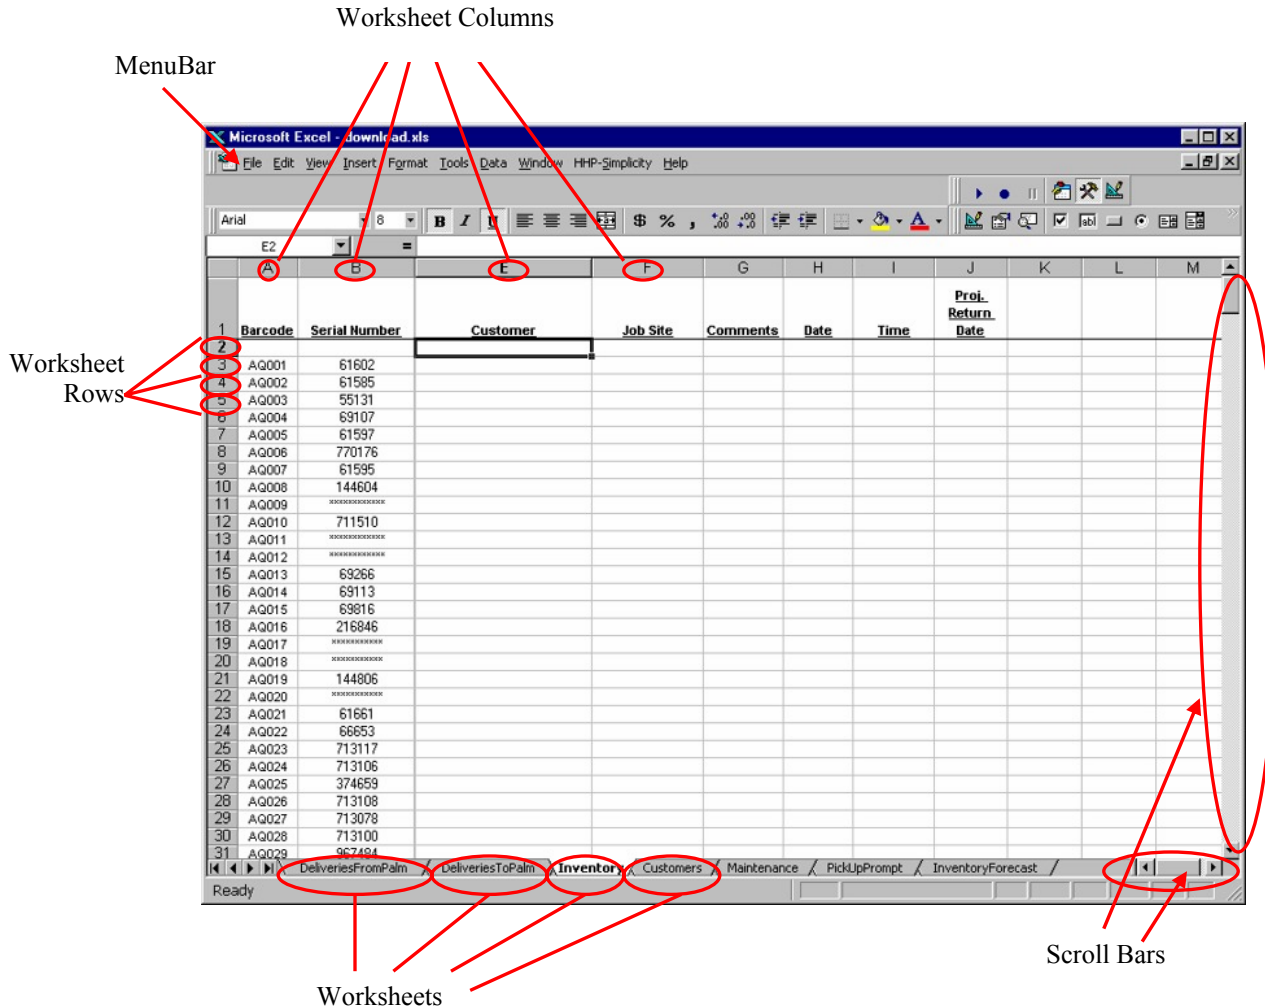 Worksheet Columns
MenuBar
Microsoft Excel - download.xls
File Edit View Insert Format Tools Data Window HHP-Simplicity Help
Arial 8 B I U $ % ,
E2 =
A B E F G H I J K L M
1 Barcode Serial Number Customer Job Site Comments Date Time Proj. Return Date
2
Worksheet Rows
3 AQ001 61602
4 AQ002 61585
5 AQ003 55131
6 AQ004 69107
7 AQ005 61597
8 AQ006 770176
9 AQ007 61595
10 AQ008 144604
11 AQ009 ************
12 AQ010 711510
13 AQ011 ************
14 AQ012 ************
15 AQ013 69266
16 AQ014 69113
17 AQ015 69816
18 AQ016 216846
19 AQ017 ***********
20 AQ018 ***********
21 AQ019 144806
22 AQ020 ***********
23 AQ021 61661
24 AQ022 66653
25 AQ023 713117
26 AQ024 713106
27 AQ025 374659
28 AQ026 713108
29 AQ027 713078
30 AQ028 713100
31 AQ029 967484
DeliveriesFromPalm DeliveriesToPalm Inventory Customers Maintenance PickUpPrompt InventoryForecast
Ready
Scroll Bars
Worksheets